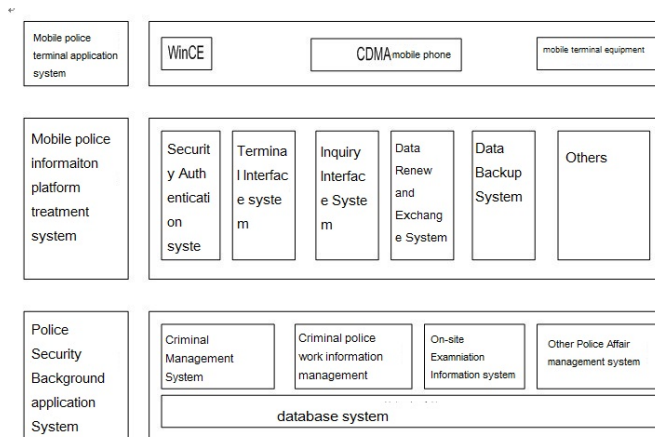 Mobile police
terminal application
system
WinCE
CDMA mobile phone
mobile terminal equipment
Mobile police
informaiton
platform
treatment
system
Securit
y Auth
enticati
on
syste
Termina
l Interfac
e syste
m
Inquiry
Interfac
e Syste
m
Data
Renew
and
Exchang
e System
Data
Backup
System
Others
Police
Security
Background
application
System
Criminal
Management
System
Criminal police
work information
management
On-site
Examniation
Information system
Other Police Affair
management system
database system